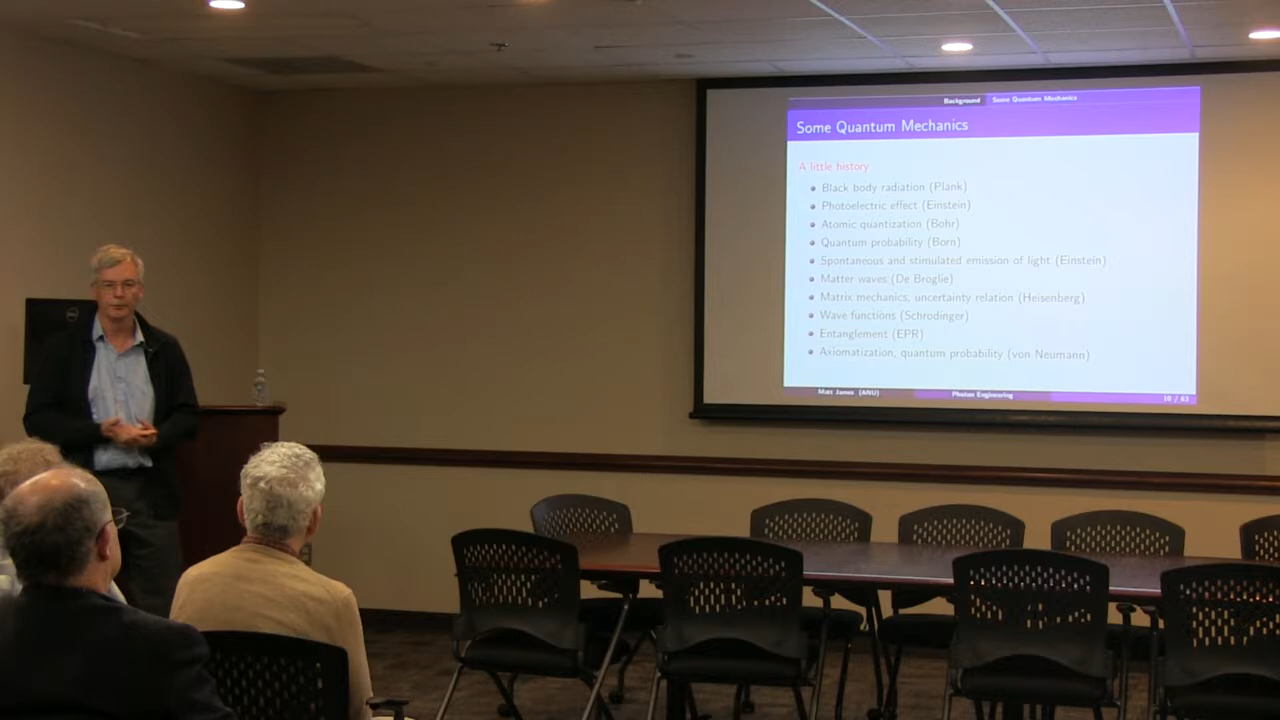 Background Some Quantum Mechanics
Some Quantum Mechanics
A little history
Black body radiation (Plank)
Photoelectric effect (Einstein)
Atomic quantization (Bohr)
Quantum probability (Born)
Spontaneous and stimulated emission of light (Einstein)
Matter waves (De Broglie)
Matrix mechanics, uncertainty relation (Heisenberg)
Wave functions (Schrodinger)
Entanglement (EPR)
Axiomatization, quantum probability (von Neumann)
Matt James (ANU) Photon Engineering 10 / 63